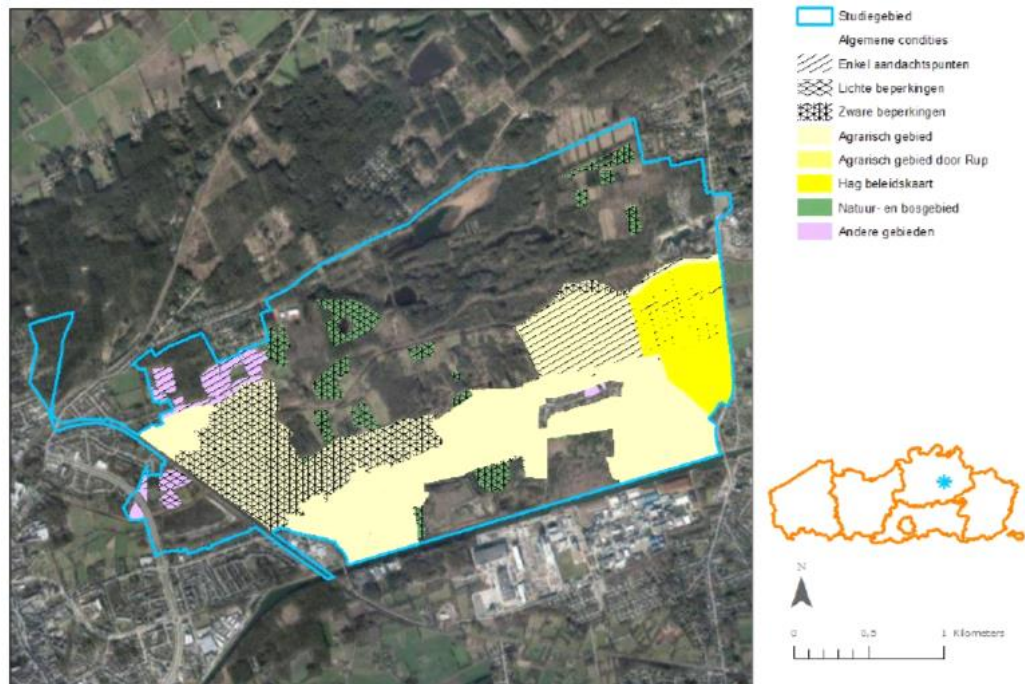 Studiegebied
Algemene condities
Enkel aandachtspunten
Lichte beperkingen
Zware beperkingen
Agrarisch gebied
Agrarisch gebied door Rup
Hag beleidskaart
Natuur- en bosgebied
Andere gebieden
N
0 0,5 1 Kilometers